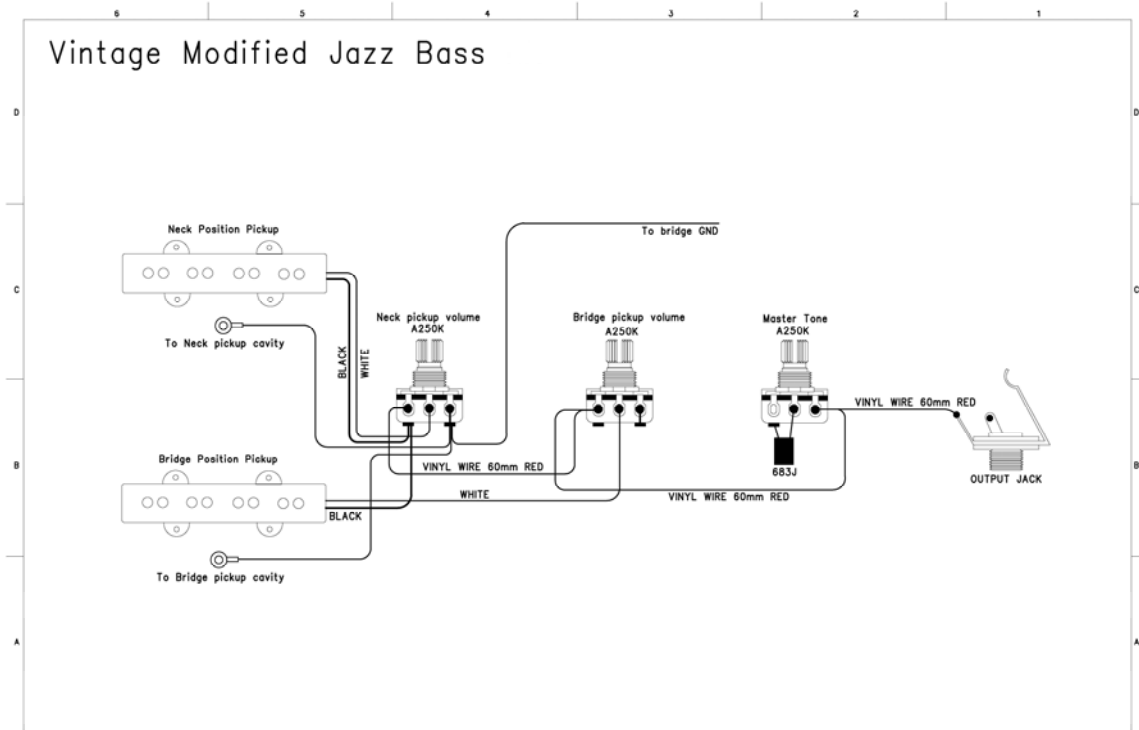 6 5 4 3 2 1
Vintage Modified Jazz Bass
D D
Neck Position Pickup
To bridge GND
C C
Neck pickup volume
A250K
Bridge pickup volume
A250K
Master Tone
A250K
To Neck pickup cavity
BLACK
WHITE
VINYL WIRE 60mm RED
B B
Bridge Position Pickup
VINYL WIRE 60mm RED
683J
OUTPUT JACK
WHITE
VINYL WIRE 60mm RED
BLACK
To Bridge pickup cavity
A A